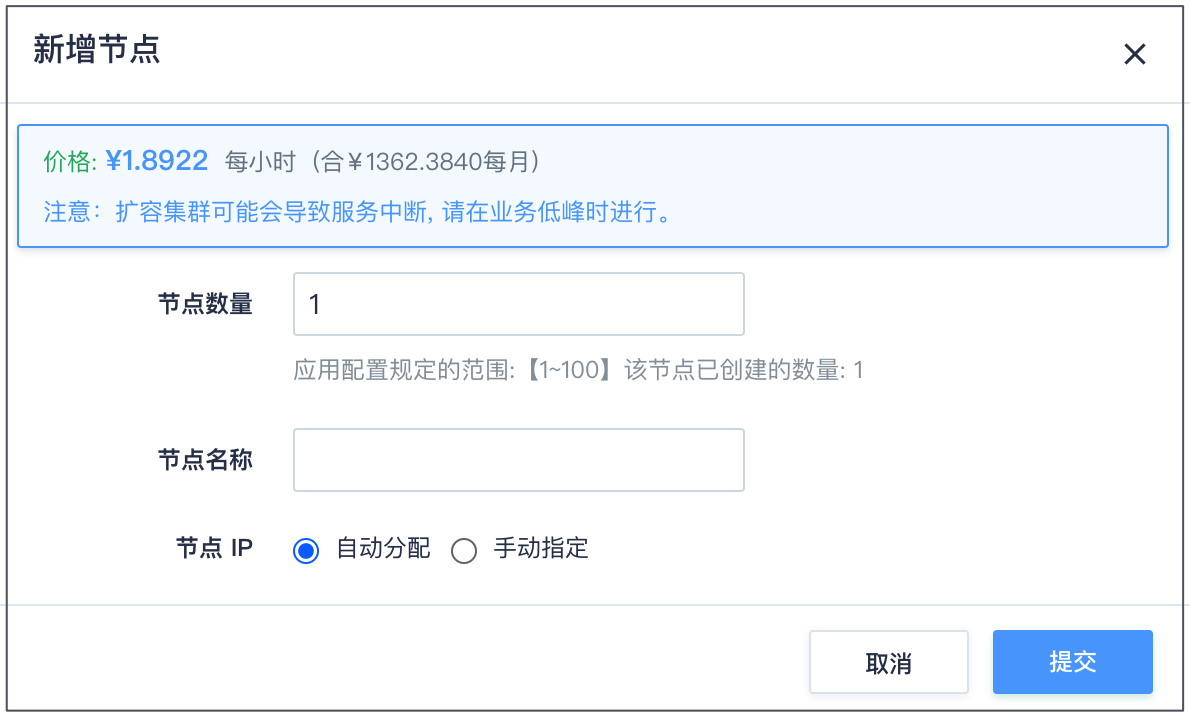 新增节点
价格: ¥1.8922 每小时（合¥1362.3840每月）
注意：扩容集群可能会导致服务中断, 请在业务低峰时进行。
节点数量 1
应用配置规定的范围:【1~100】该节点已创建的数量: 1
节点名称
节点 IP 自动分配 手动指定
取消 提交